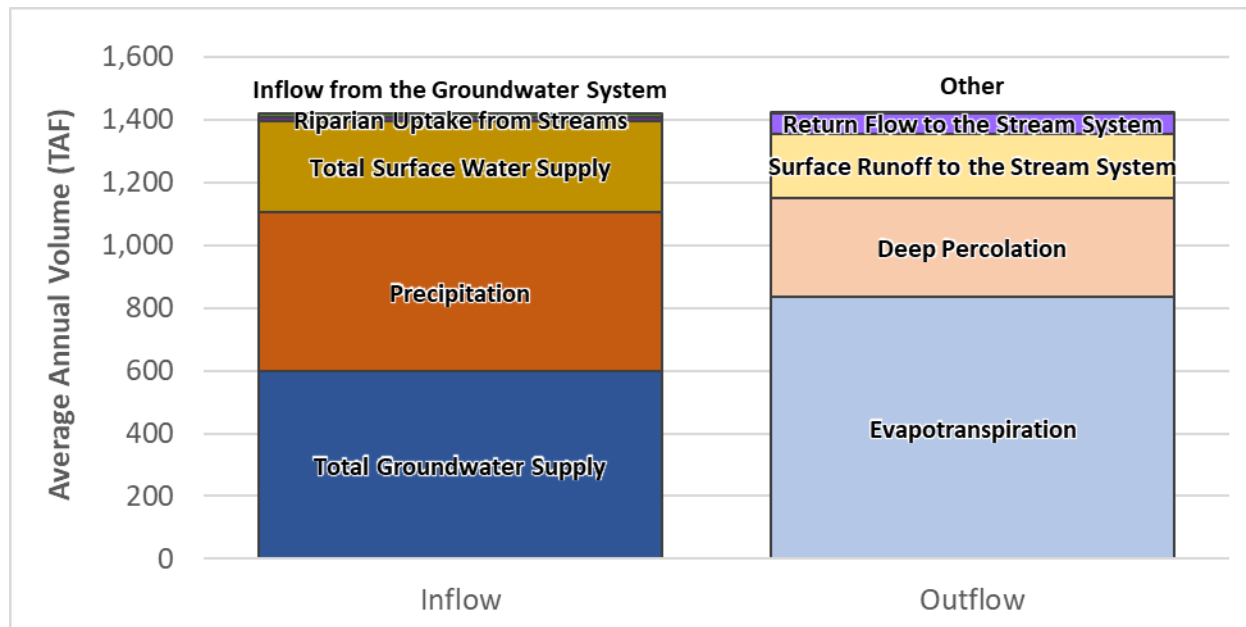 1,600
Inflow from the Groundwater System
Other
1,400
Riparian Uptake from Streams
Return Flow to the Stream System
Total Surface Water Supply
Surface Runoff to the Stream System
1,200
1,000
Deep Percolation
Precipitation
800
600
Evapotranspiration
400
Total Groundwater Supply
200
0
Average Annual Volume (TAF)
Inflow
Outflow